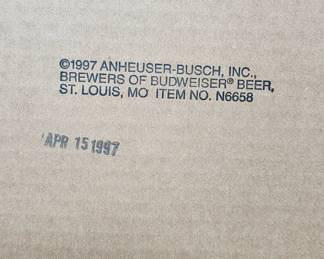 ©1997 ANHEUSER-BUSCH, INC.,
BREWERS OF BUDWEISER® BEER,
ST. LOUIS, MO ITEM NO. N6658
APR 15 1997